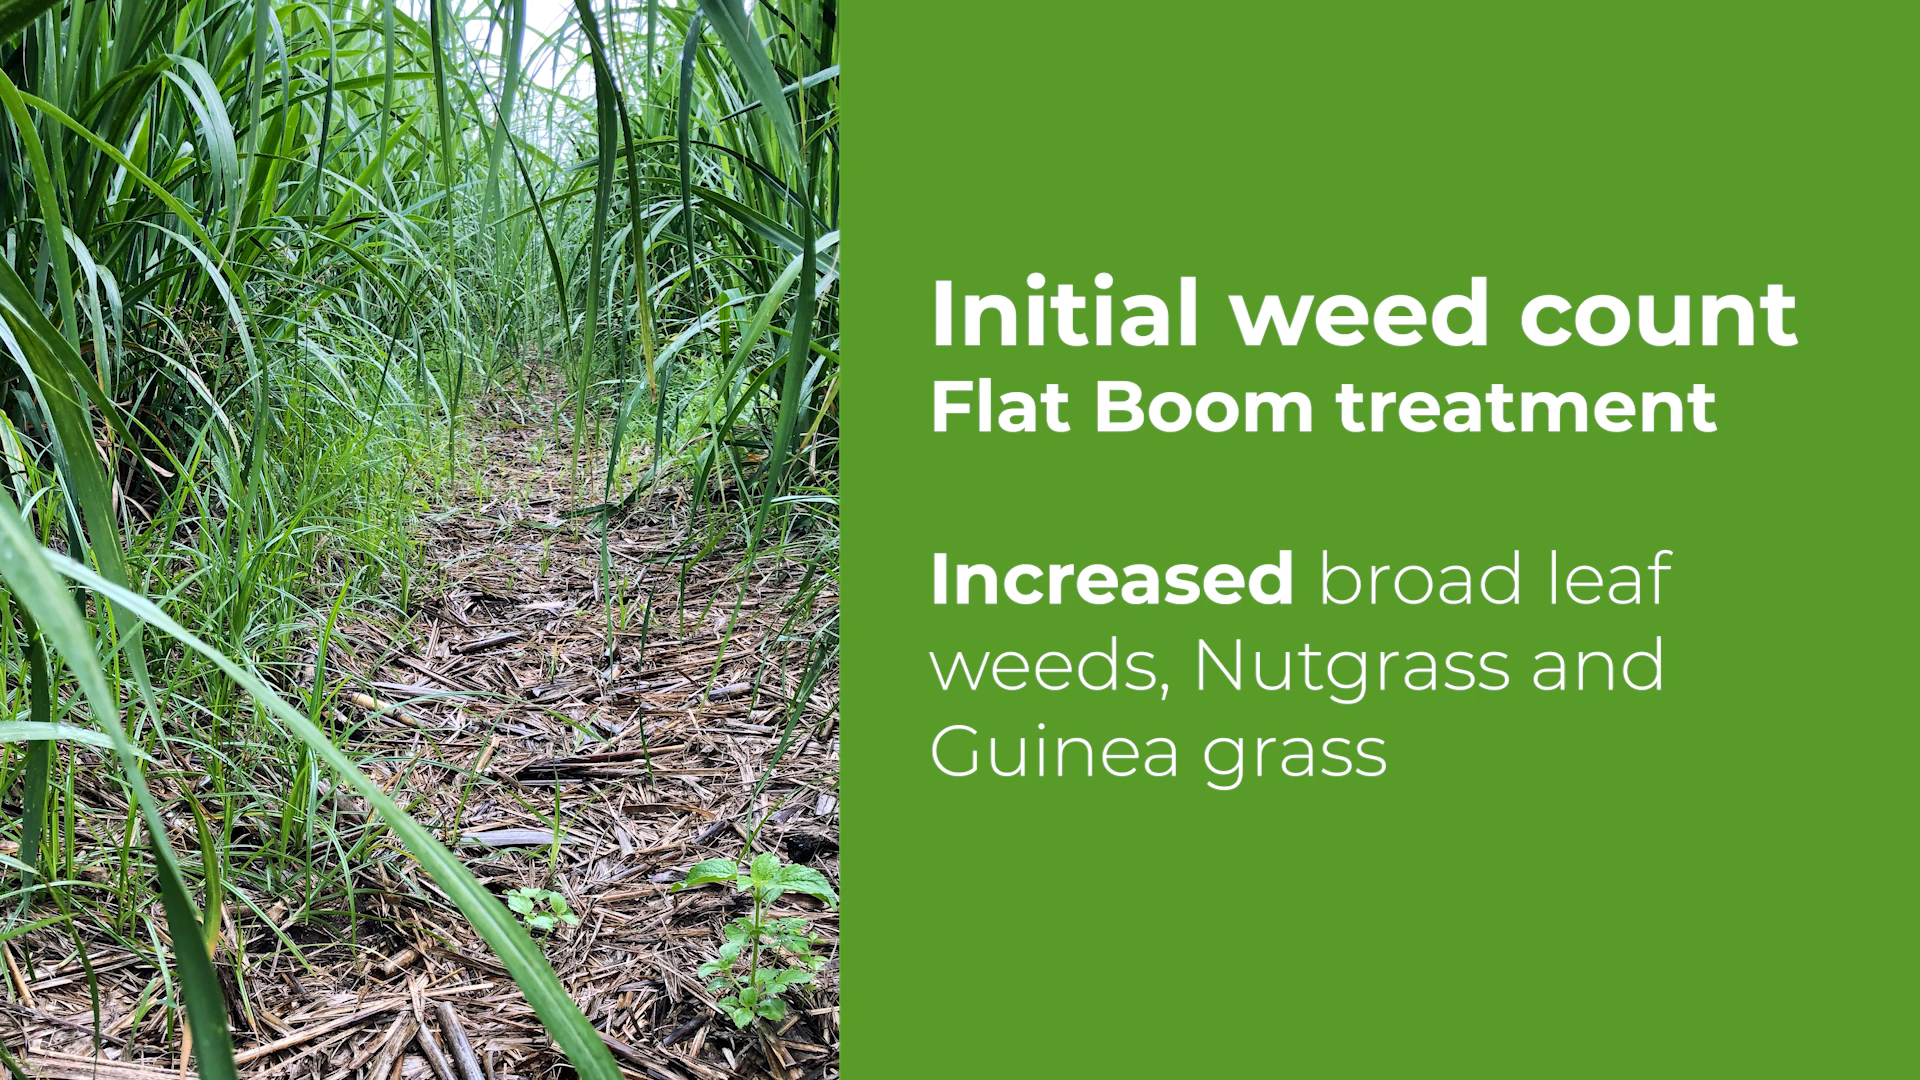 Initial weed count
Flat Boom treatment
Increased broad leaf
weeds, Nutgrass and
Guinea grass